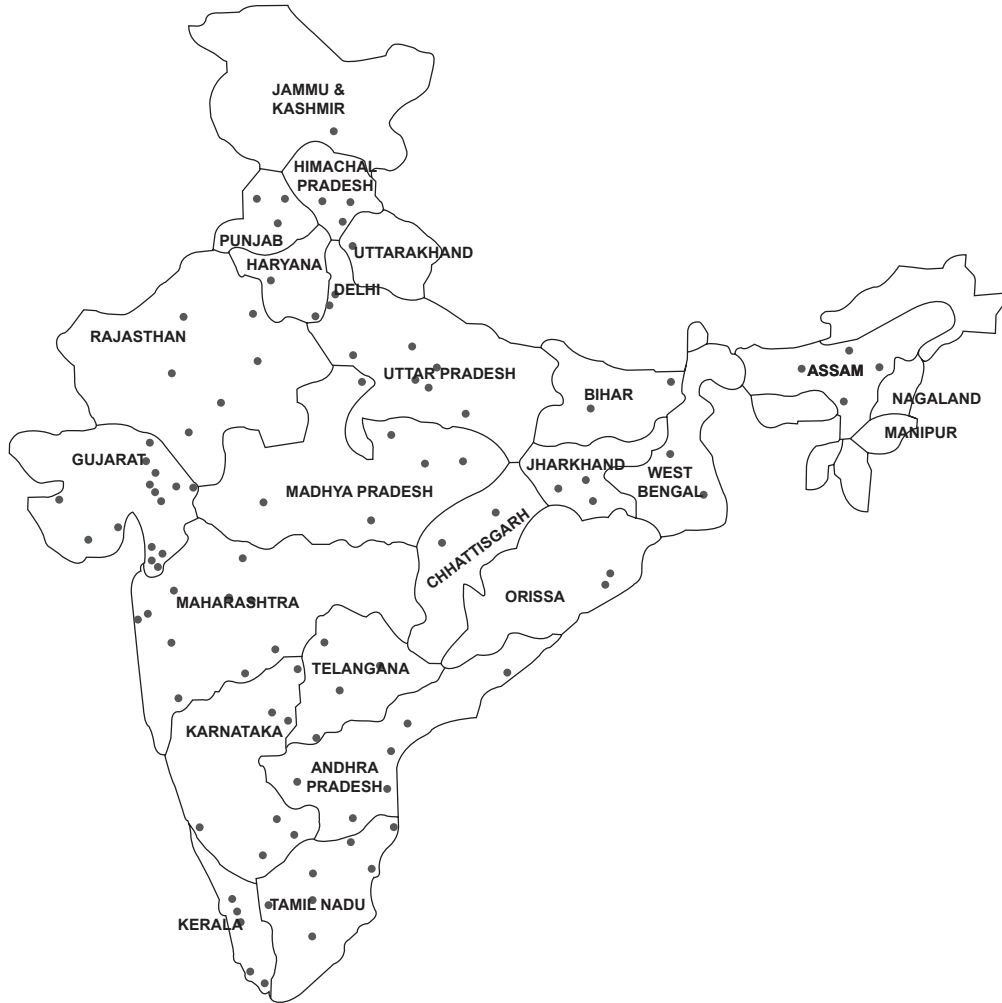 JAMMU &
KASHMIR
HIMACHAL
PRADESH
PUNJAB
UTTARAKHAND
HARYANA
DELHI
RAJASTHAN
UTTAR PRADESH
ASSAM
BIHAR
NAGALAND
MANIPUR
GUJARAT
JHARKHAND
WEST
BENGAL
MADHYA PRADESH
CHHATTISGARH
ORISSA
MAHARASHTRA
TELANGANA
KARNATAKA
ANDHRA
PRADESH
TAMIL NADU
KERALA